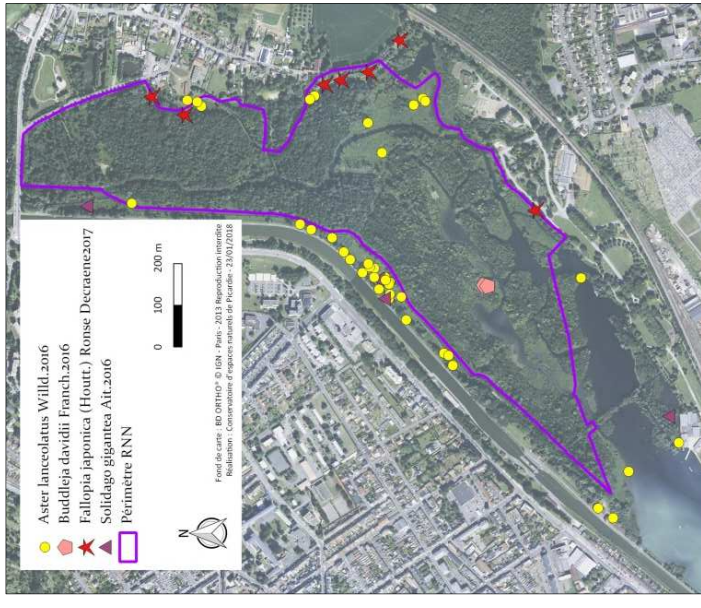 Aster lanceolatus Willd.2016
Buddleja davidii Franch.2016
Fallopia japonica (Houtt.) Ronse Decraene2017
Solidago gigantea Ait.2016
Périmètre RNN
N
0 100 200 m
Fond de carte : BD ORTHO® © IGN - Paris - 2013 Reproduction interdite
Réalisation : Conservatoire d'espaces naturels de Picardie - 23/01/2018